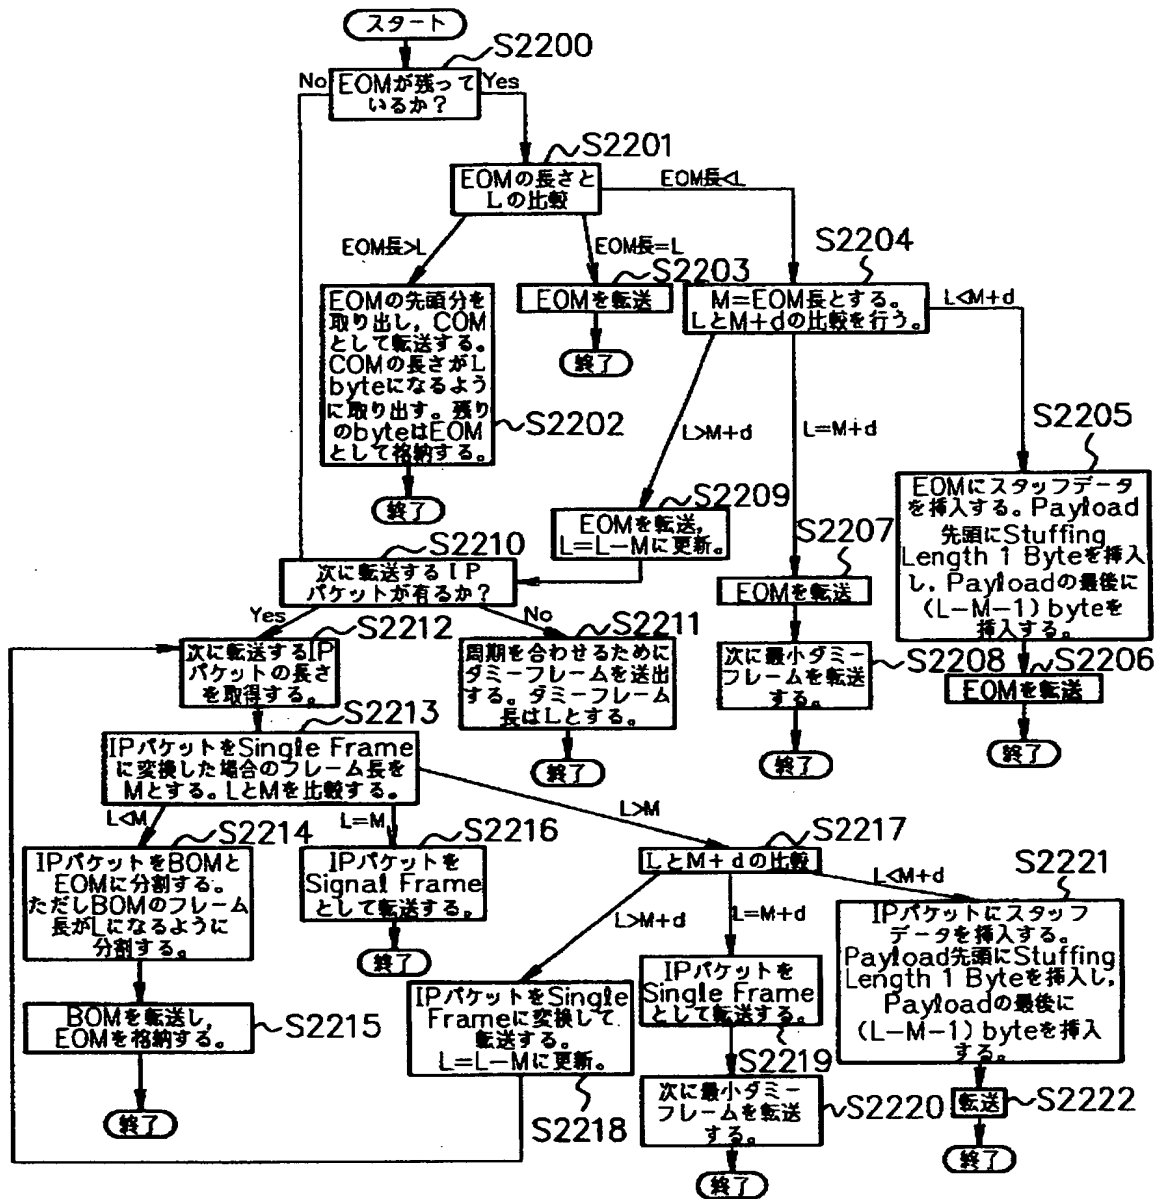 スタート
S2200
No
EOMが残って
いるか?
Yes
S2201
EOMの長さと
Lの比較
EOM長<L
EOM長>L
EOM長=L
S2203
S2204
EOMの先頭分を
取り出し,COM
として転送する。
COMの長さがL
byteになるよう
に取り出す。残り
のbyteはEOM
として格納する。
S2202
終了
EOMを転送
終了
M=EOM長とする。
LとM+dの比較を行う。
L<M+d
L>M+d
L=M+d
S2205
EOMにスタッフデータ
を挿入する。Payload
先頭にStuffing
Length 1 Byteを挿入
し,Payloadの最後に
(L-M-1) byteを
挿入する。
S2206
EOMを転送
終了
S2209
EOMを転送,
L=L-Mに更新。
S2207
EOMを転送
S2208
次に最小ダミー
フレームを転送
する。
終了
S2210
次に転送するIP
パケットが有るか?
Yes
No
S2212
次に転送するIP
パケットの長さ
を取得する。
S2211
周期を合わせるために
ダミーフレームを送出
する。ダミーフレーム
長はLとする。
終了
S2213
IPパケットをSingle Frame
に変換した場合のフレーム長を
Mとする。LとMを比較する。
L<M
L=M
L>M
S2214
IPパケットをBOMと
EOMに分割する。
ただしBOMのフレーム
長がLになるように
分割する。
BOMを転送し,
EOMを格納する。
S2215
終了
S2216
IPパケットを
Signal Frame
として転送する。
終了
S2217
LとM+dの比較
L>M+d
L=M+d
L<M+d
IPパケットをSingle
Frameに変換して
転送する。
L=L-Mに更新。
S2218
IPパケットを
Single Frame
として転送する。
S2219
次に最小ダミー
フレームを転送
する。
S2220
終了
S2221
IPパケットにスタッフ
データを挿入する。
Payload先頭にStuffing
Length 1 Byteを挿入し,
Payloadの最後に
(L-M-1) byteを挿入
する。
転送
S2222
終了